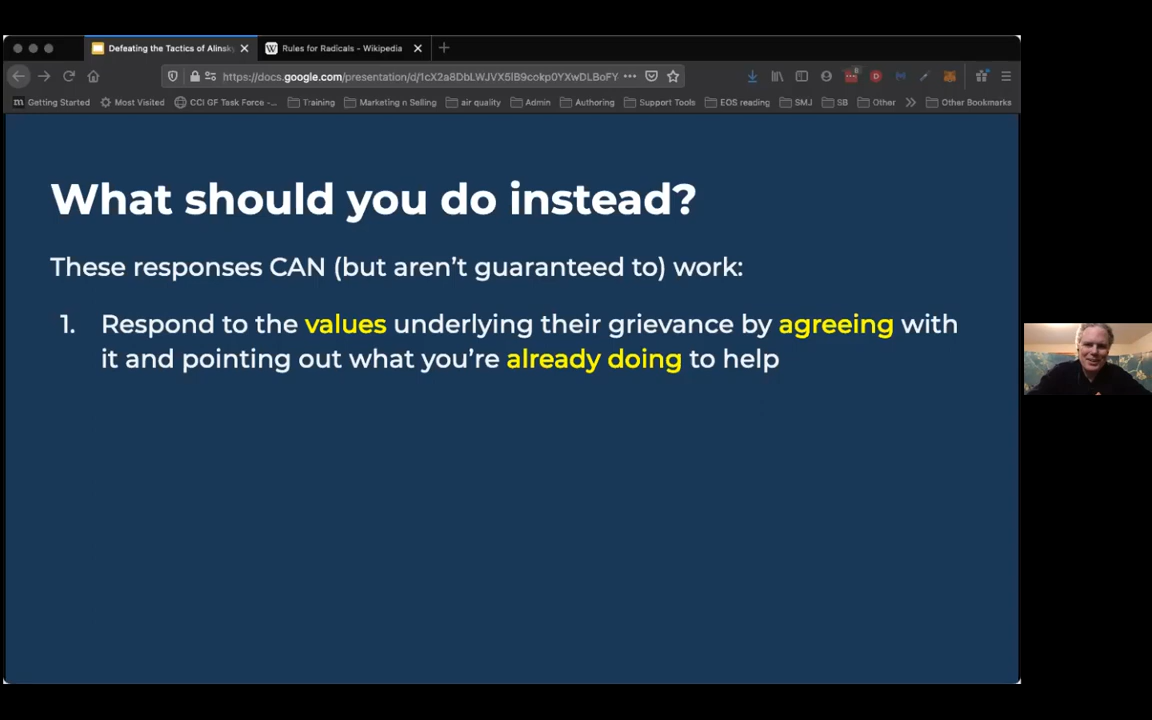 Defeating the Tactics of Alinsky
Rules for Radicals - Wikipedia
https://docs.google.com/presentation/d/1cX2a8DbLWJVX5IB9cokp0YXwDLBoFY
8
Getting Started
Most Visited
CCI GF Task Force -...
Training
Marketing n Selling
air quality
Admin
Authoring
Support Tools
EOS reading
SMJ
SB
Other
Other Bookmarks
What should you do instead?
These responses CAN (but aren't guaranteed to) work:
1. Respond to the values underlying their grievance by agreeing with
it and pointing out what you're already doing to help